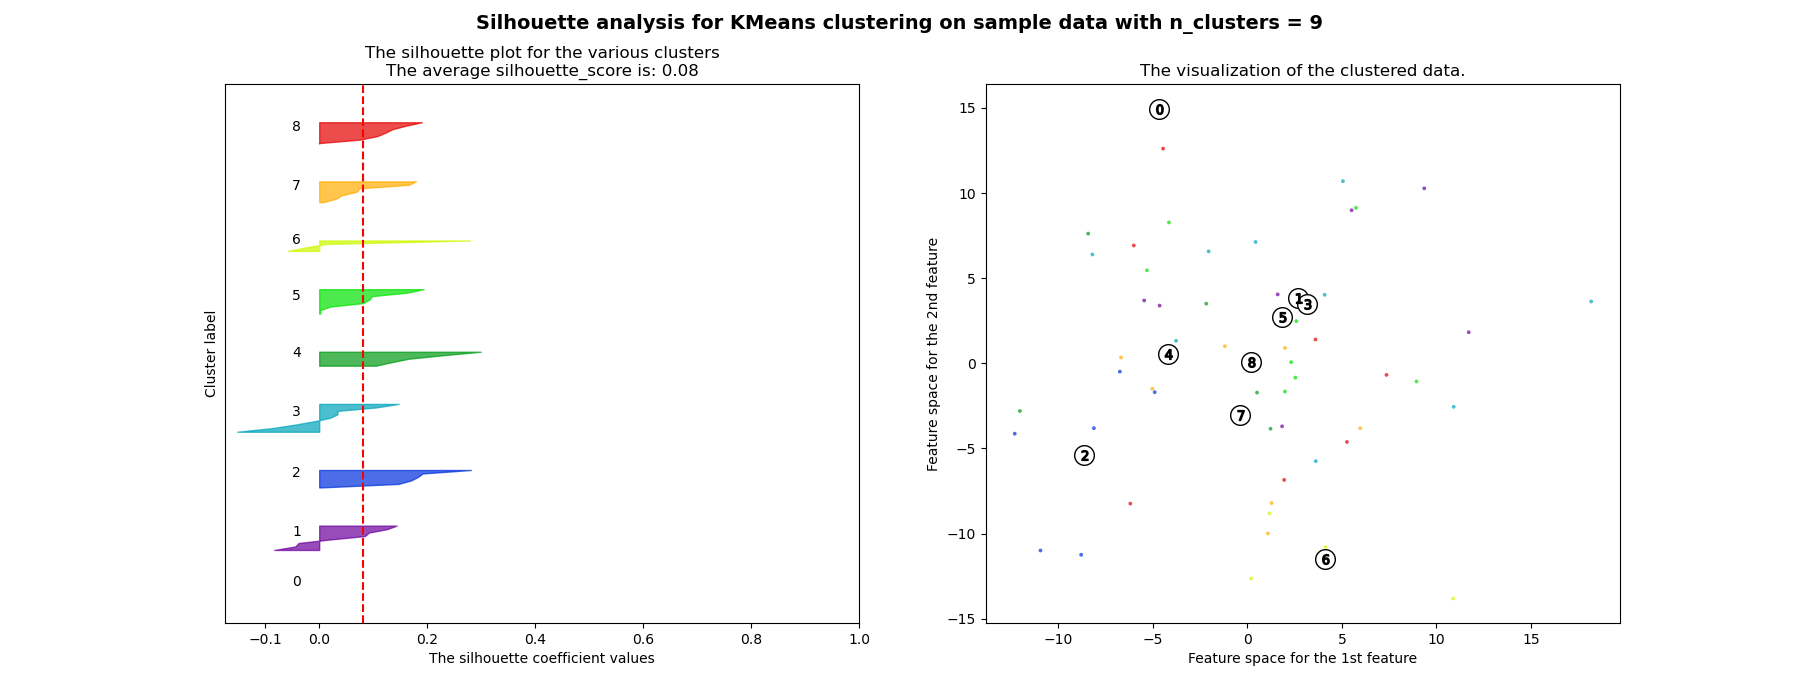 Silhouette analysis for KMeans clustering on sample data with n_clusters = 9
The silhouette plot for the various clusters
The average silhouette_score is: 0.08
8
7
6
5
4
3
2
1
0
Cluster label
−0.1 0.0 0.2 0.4 0.6 0.8 1.0
The silhouette coefficient values
The visualization of the clustered data.
15
10
5
0
−5
−10
−15
Feature space for the 2nd feature
0
1
3
5
4
8
7
2
6
−10 −5 0 5 10 15
Feature space for the 1st feature